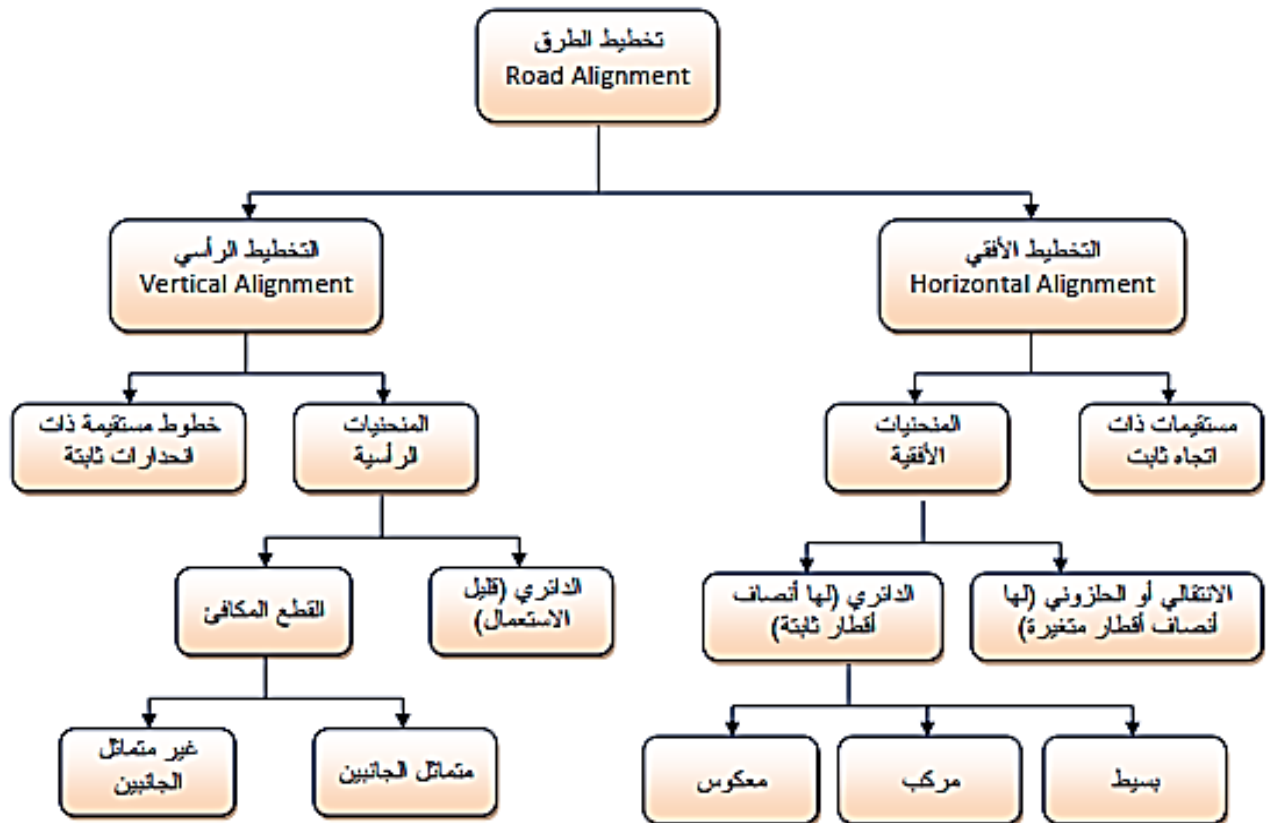 تخطيط الطرق
Road Alignment
التخطيط الأفقي
Horizontal Alignment
التخطيط الرأسي
Vertical Alignment
مستقيمات ذات
اتجاه ثابت
المنحنيات
الأفقية
المنحنيات
الرأسية
خطوط مستقيمة ذات
انحدارات ثابتة
الانتقالي أو الحلزوني (لها
أنصاف أقطار متغيرة)
الدائري (لها أنصاف
أقطار ثابتة)
الدائري (قليل
الاستعمال)
القطع المكافئ
بسيط
مركب
معكوس
متماثل الجانبين
غير متماثل
الجانبين